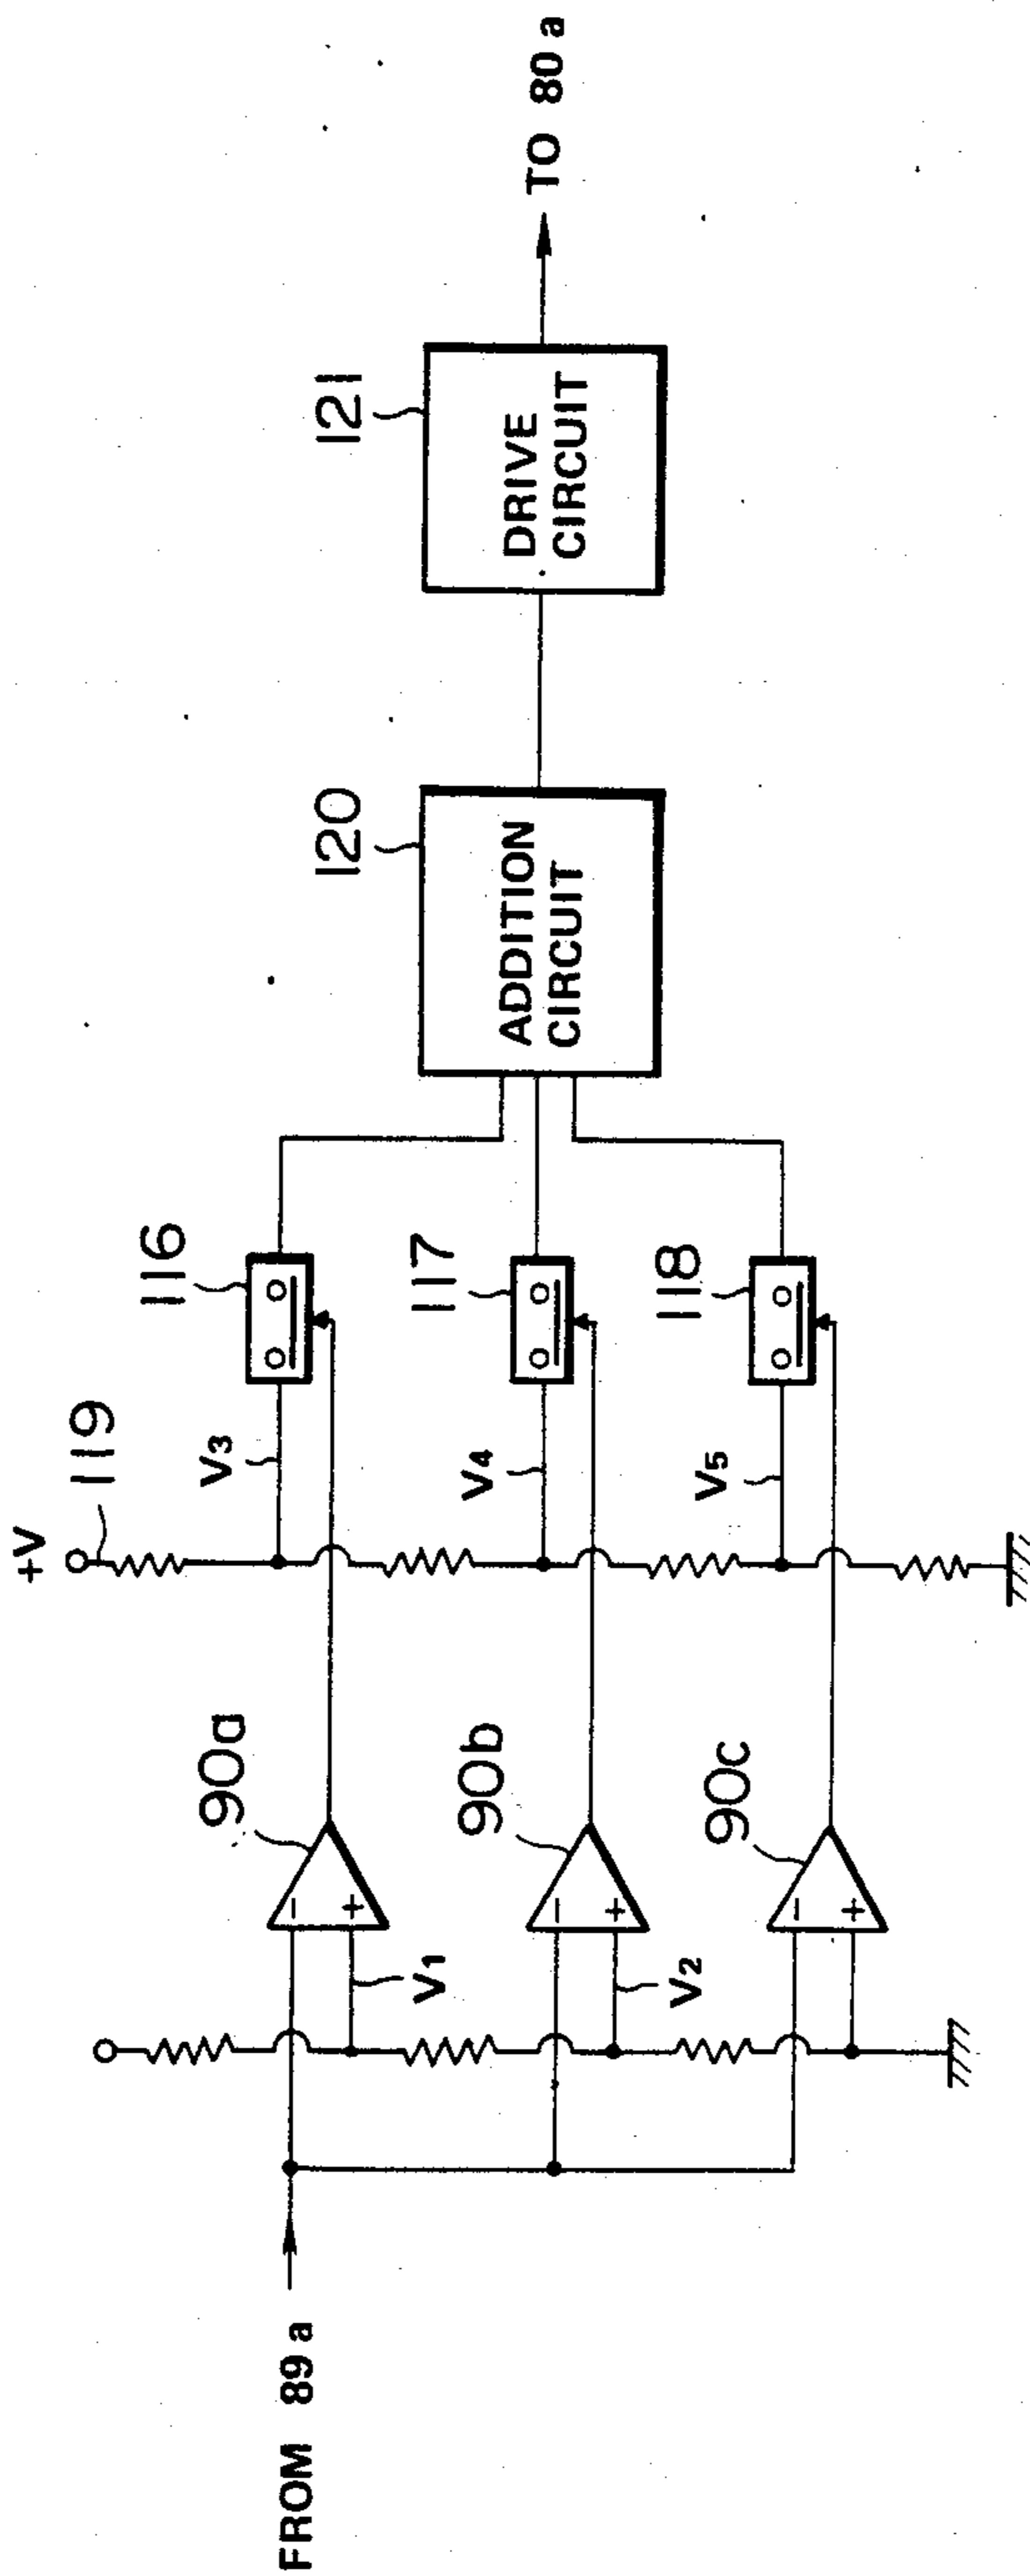 FROM 89a
V1
V2
90a
90b
90c
+V
119
V3
V4
V5
116
117
118
120
ADDITION
CIRCUIT
121
DRIVE
CIRCUIT
TO 80a
−
+
−
+
−
+